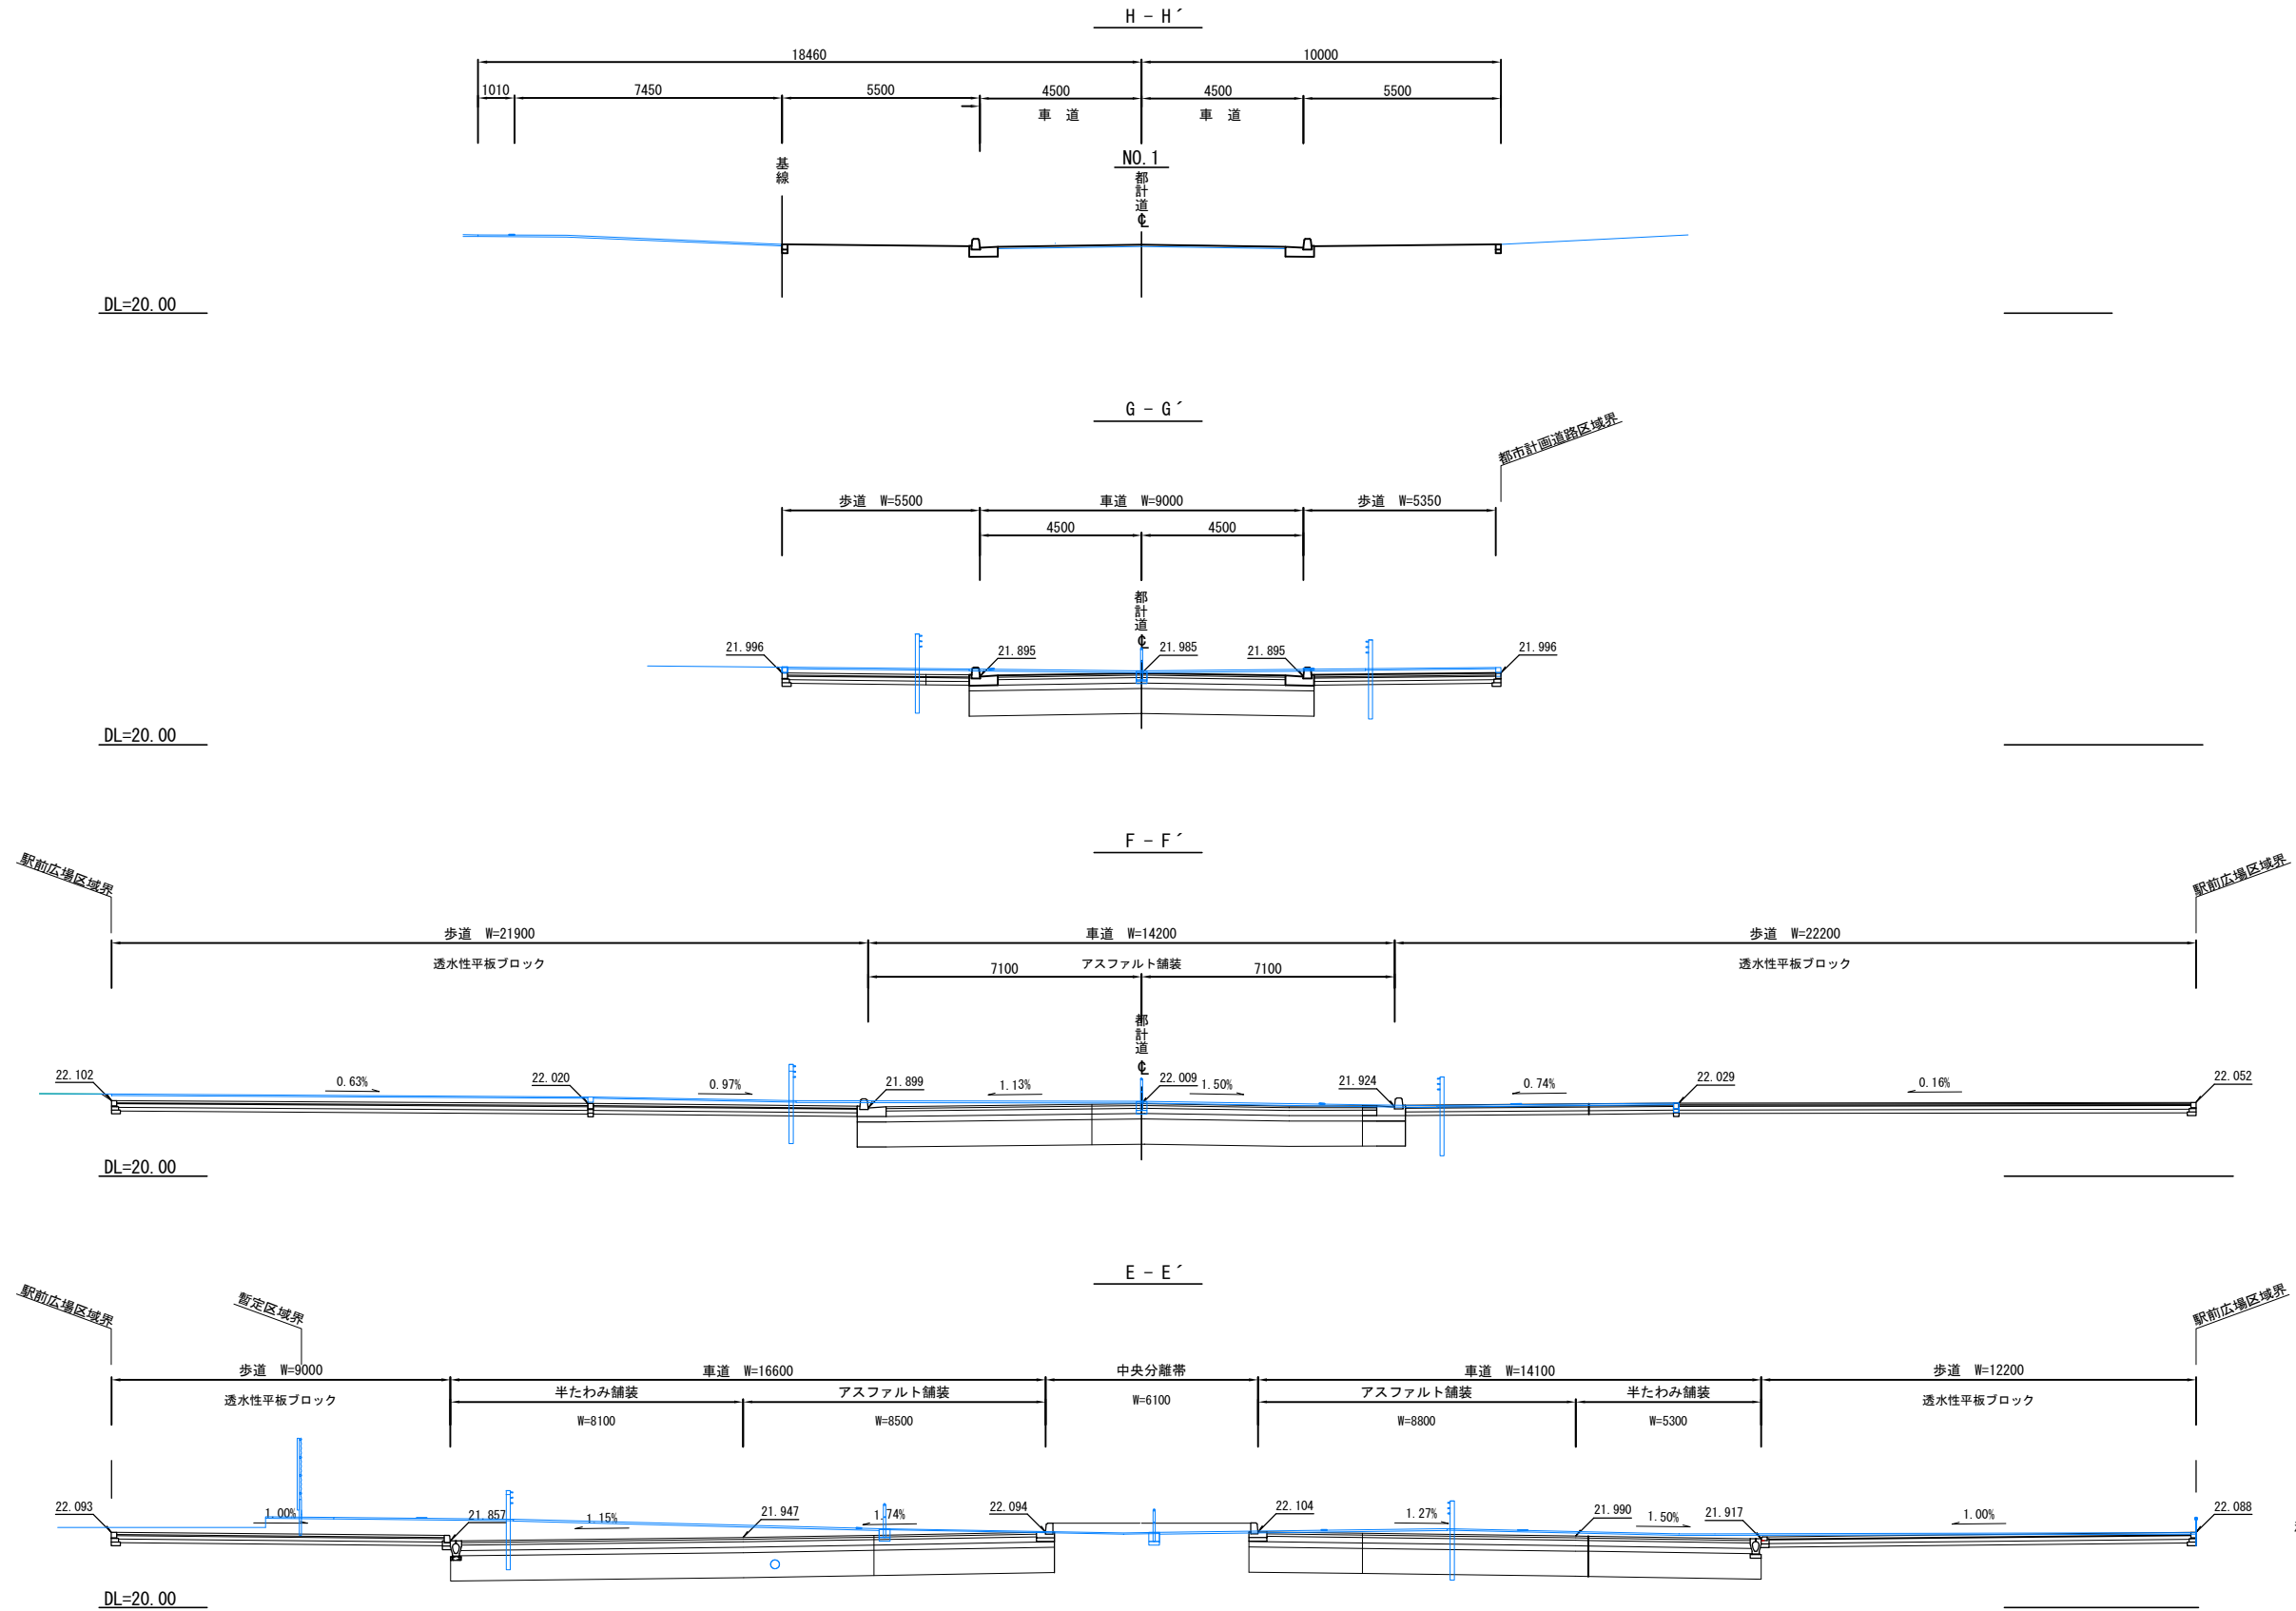 H - H´
18460 10000
1010 7450 5500 4500 4500 5500
車 道 車 道
基線
NO.1
都計道
℄
DL=20.00
G - G´
都市計画道路区域界
歩道 W=5500 車道 W=9000 歩道 W=5350
4500 4500
都計道
℄
21.996 21.895 21.985 21.895 21.996
DL=20.00
F - F´
駅前広場区域界 駅前広場区域界
歩道 W=21900 車道 W=14200 歩道 W=22200
透水性平板ブロック アスファルト舗装 透水性平板ブロック
7100 7100
都計道
℄
22.102 0.63% 22.020 0.97% 21.899 1.13% 22.009 1.50% 21.924 0.74% 22.029 0.16% 22.052
DL=20.00
E - E´
駅前広場区域界 暫定区域界 駅前広場区域界
歩道 W=9000 車道 W=16600 中央分離帯 車道 W=14100 歩道 W=12200
透水性平板ブロック 半たわみ舗装 アスファルト舗装 W=6100 アスファルト舗装 半たわみ舗装 透水性平板ブロック
W=8100 W=8500 W=8800 W=5300
22.093 1.00% 21.857 1.15% 21.947 1.74% 22.094 22.104 1.27% 21.990 1.50% 21.917 1.00% 22.088
DL=20.00